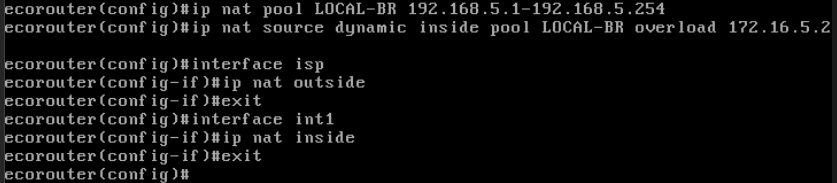 ecorouter(config)#ip nat pool LOCAL-BR 192.168.5.1-192.168.5.254
ecorouter(config)#ip nat source dynamic inside pool LOCAL-BR overload 172.16.5.2
ecorouter(config)#interface isp
ecorouter(config-if)#ip nat outside
ecorouter(config-if)#exit
ecorouter(config)#interface int1
ecorouter(config-if)#ip nat inside
ecorouter(config-if)#exit
ecorouter(config)#